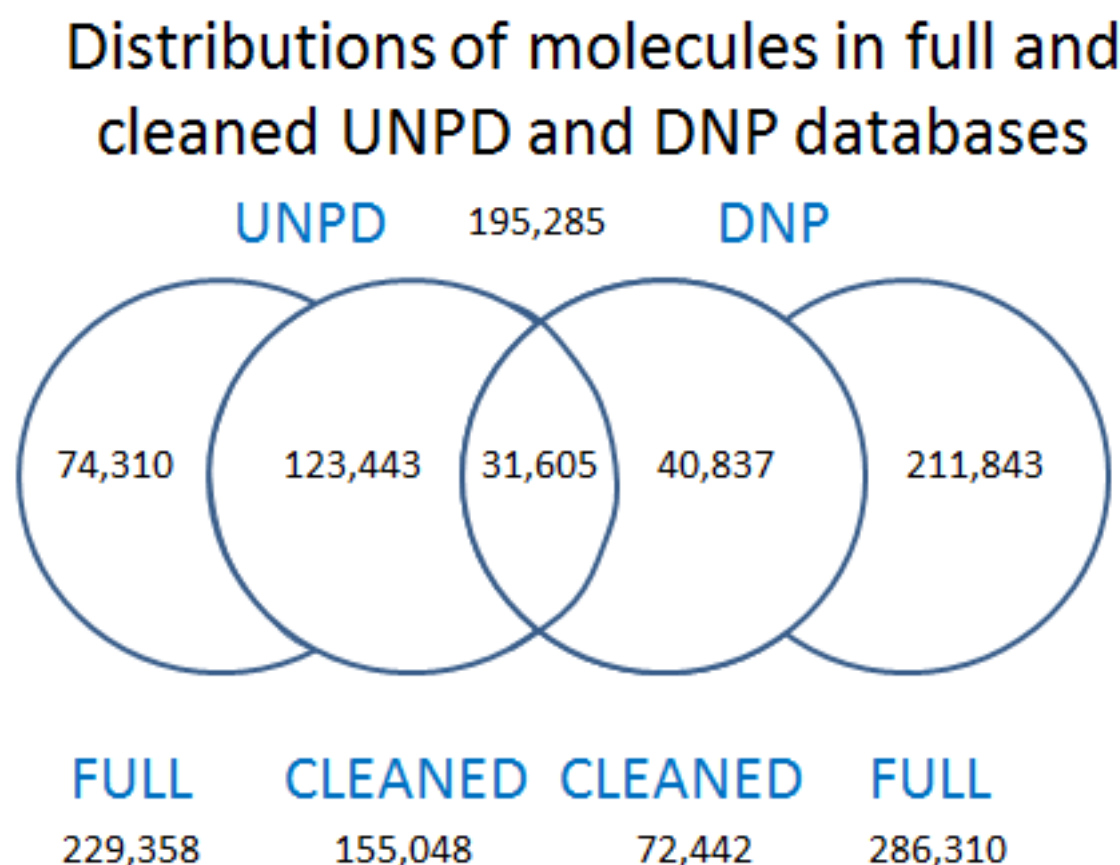 Distributions of molecules in full and
cleaned UNPD and DNP databases
UNPD 195,285 DNP
74,310 123,443 31,605 40,837 211,843
FULL CLEANED CLEANED FULL
229,358 155,048 72,442 286,310